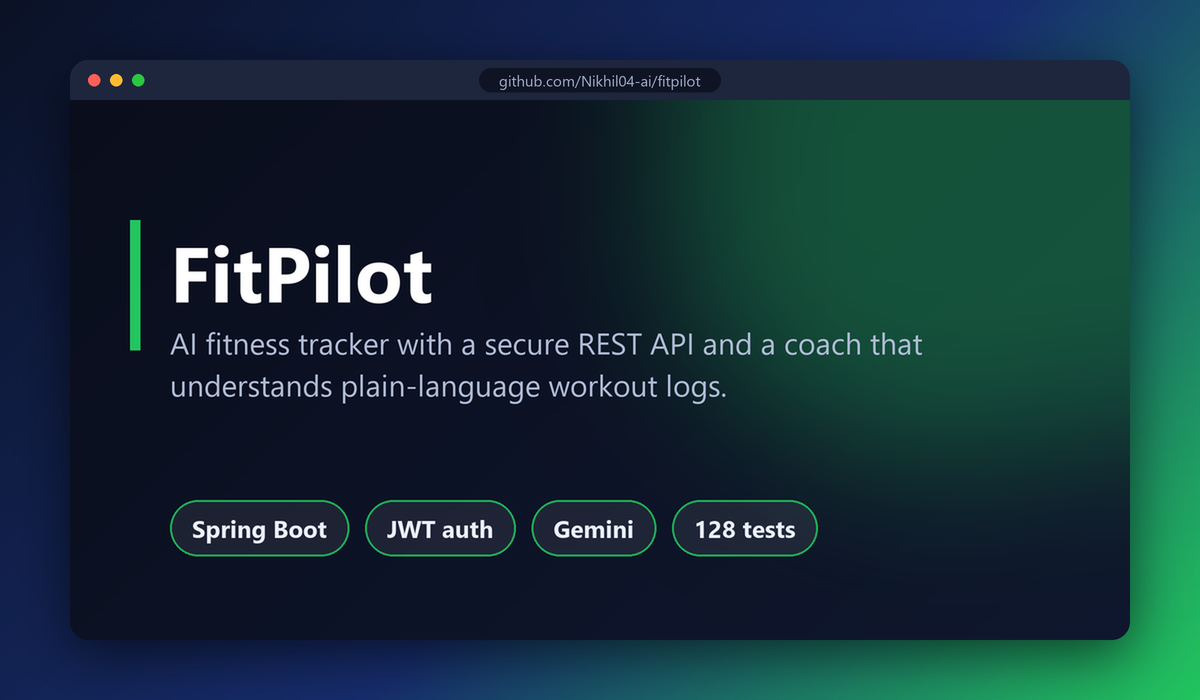 github.com/Nikhil04-ai/fitpilot
FitPilot
AI fitness tracker with a secure REST API and a coach that
understands plain-language workout logs.
Spring Boot
JWT auth
Gemini
128 tests